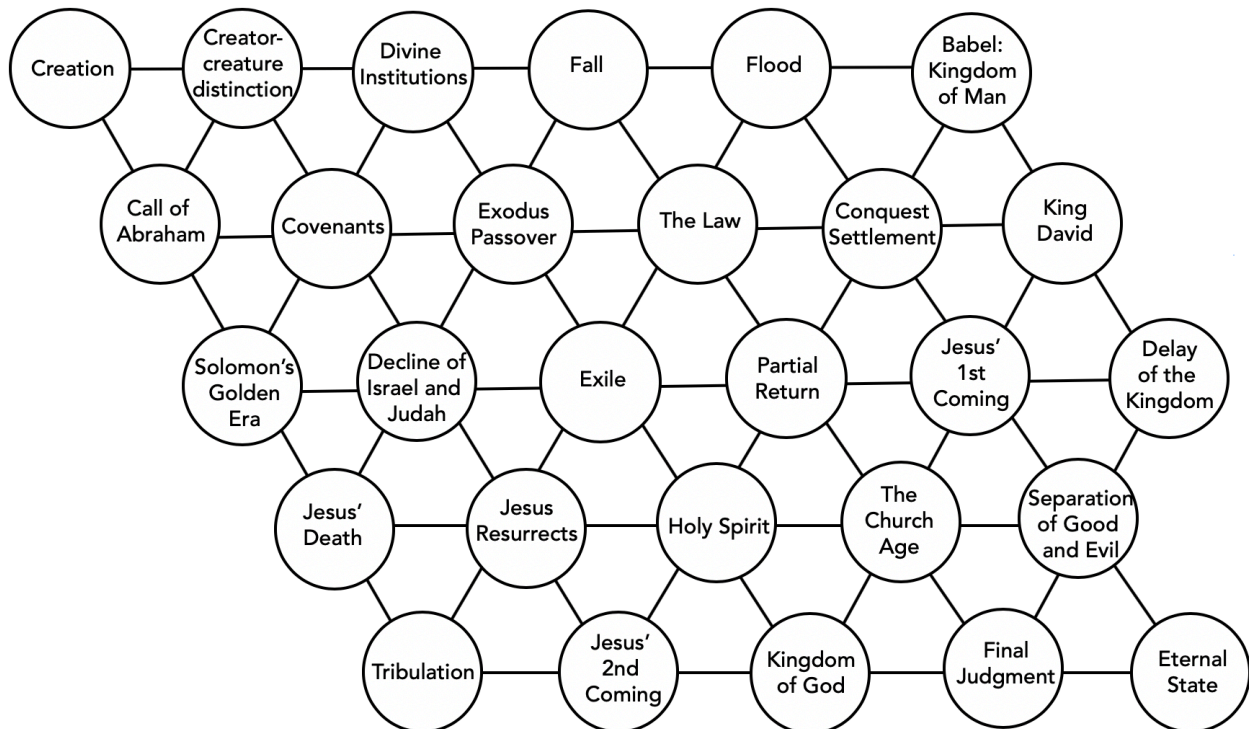 Creation
Creator-
creature
distinction
Divine
Institutions
Fall
Flood
Babel:
Kingdom
of Man
Call of
Abraham
Covenants
Exodus
Passover
The Law
Conquest
Settlement
King
David
Solomon's
Golden
Era
Decline of
Israel and
Judah
Exile
Partial
Return
Jesus'
1st
Coming
Delay
of the
Kingdom
Jesus'
Death
Jesus
Resurrects
Holy Spirit
The
Church
Age
Separation
of Good
and Evil
Tribulation
Jesus'
2nd
Coming
Kingdom
of God
Final
Judgment
Eternal
State